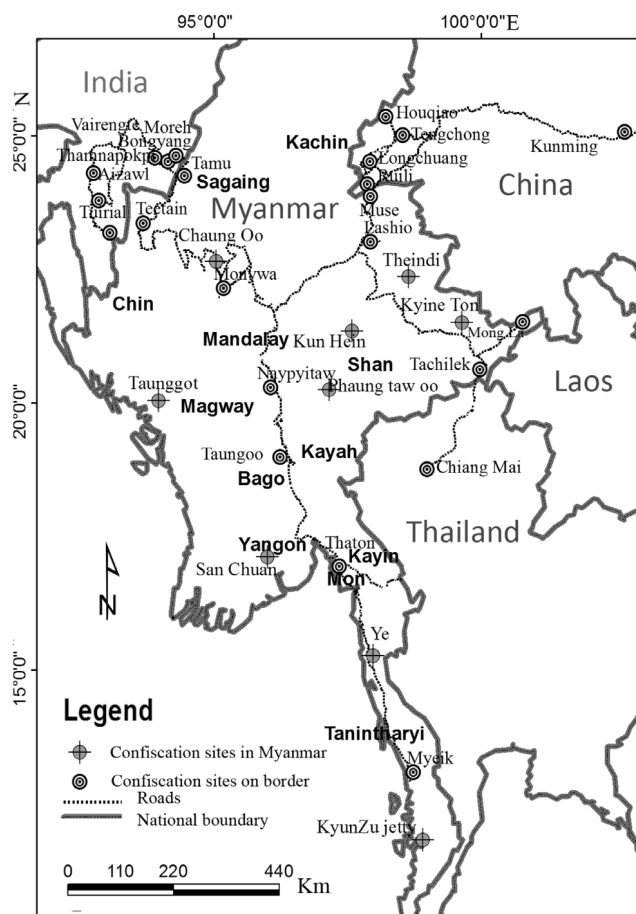 95°0'0"
100°0'0"E
India
Houqiao
Vairengle
Moreh
Bongyang
Tengchong
25°0'0" N
Kachin
Kunming
Thamnapokpi
Longchuang
Aizawl
Tamu
Ruili
Sagaing
China
Tuirial
Teetain
Myanmar
Muse
Chaung Oo
Lashio
Theindi
Monywa
Kyine Ton
Chin
Mong La
Mandalay
Kun Hein
Shan
Tachilek
Naypyitaw
Phaung taw oo
Laos
Taunggot
Magway
20°0'0"
Taungoo
Kayah
Chiang Mai
Bago
Thailand
Yangon
Thaton
Kayin
San Chuan
Mon
N
Ye
15°0'0"
Legend
Tanintharyi
Confiscation sites in Myanmar
Myeik
Confiscation sites on border
Roads
National boundary
KyunZu jetty
0 110 220 440
Km